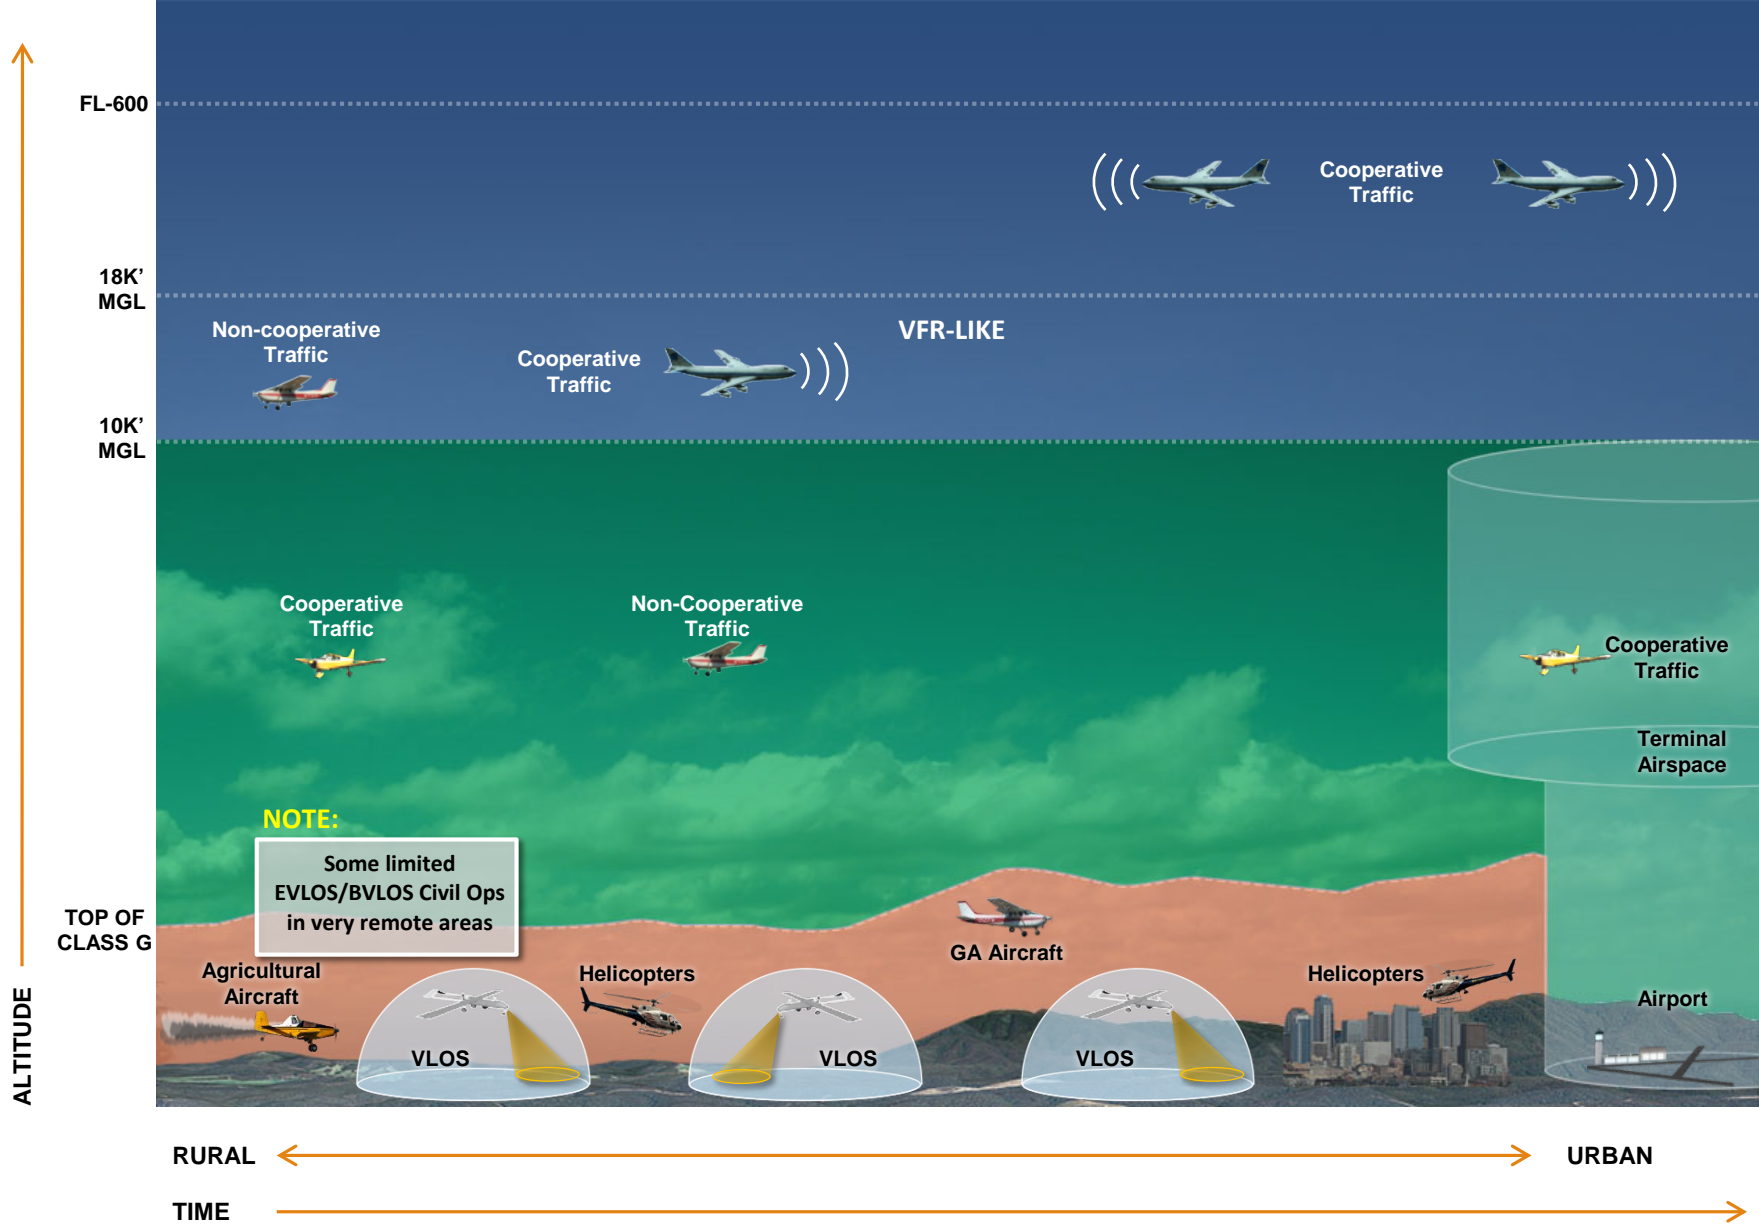 FL-600
Cooperative
Traffic
18K’
MGL
Non-cooperative
Traffic
Cooperative
Traffic
VFR-LIKE
10K’
MGL
Cooperative
Traffic
Non-Cooperative
Traffic
Cooperative
Traffic
Terminal
Airspace
NOTE:
Some limited
EVLOS/BVLOS Civil Ops
in very remote areas
TOP OF
CLASS G
GA Aircraft
Agricultural
Aircraft
Helicopters
Helicopters
Airport
VLOS
VLOS
VLOS
ALTITUDE
RURAL
URBAN
TIME